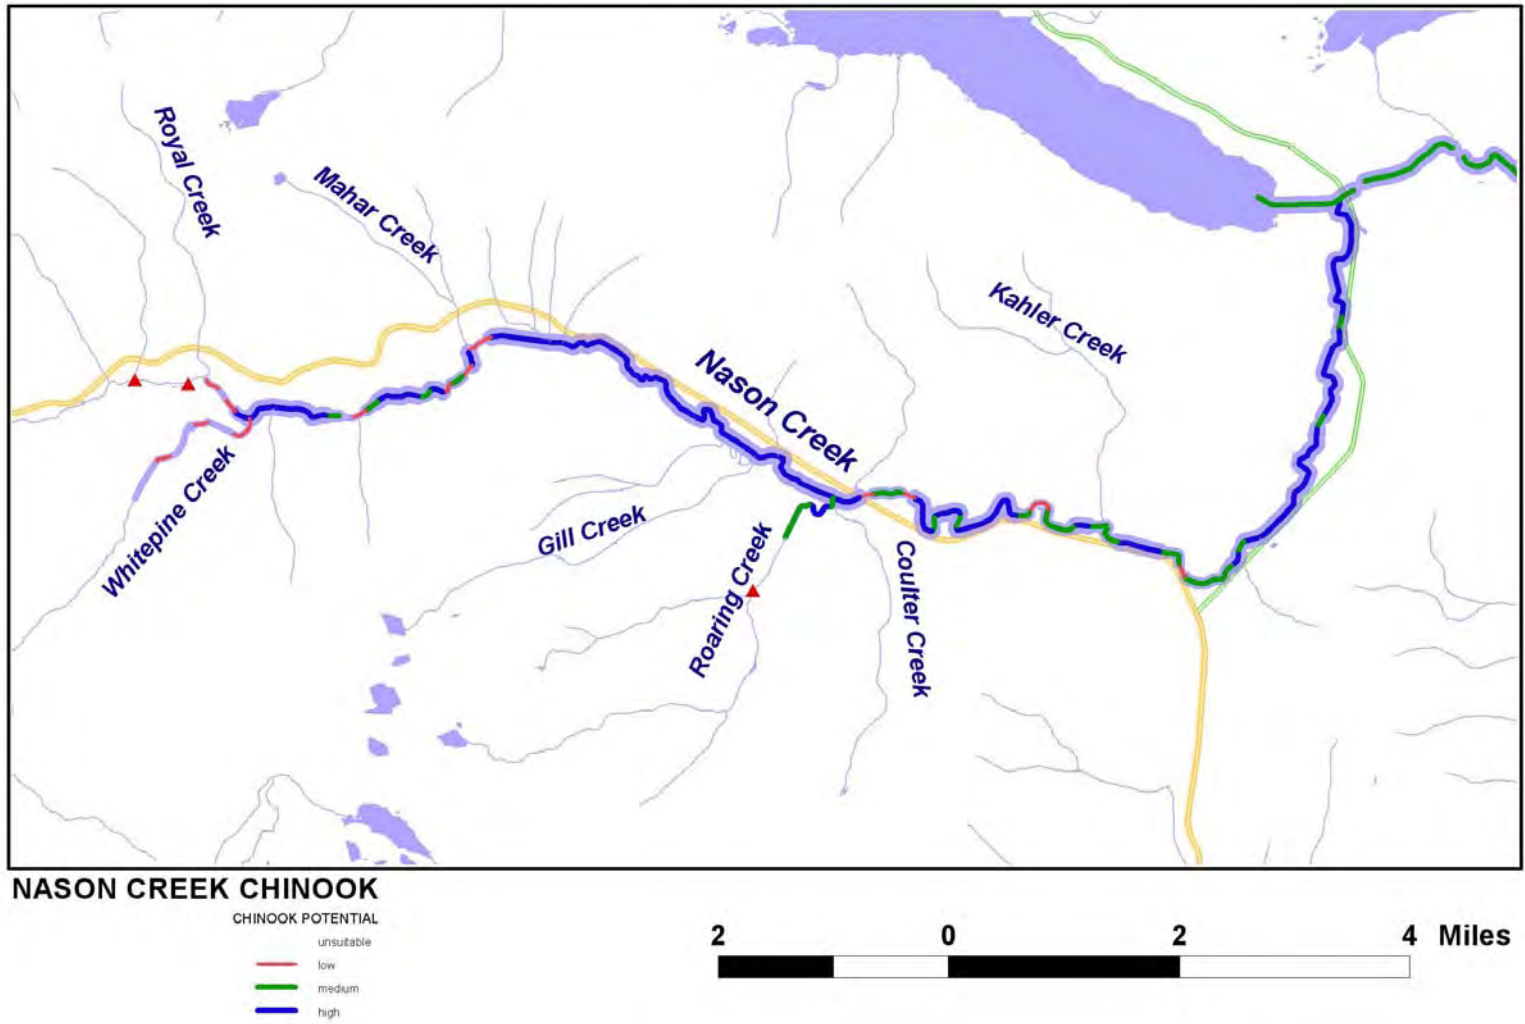 Royal Creek
Mahar Creek
Kahler Creek
Nason Creek
Whitepine Creek
Gill Creek
Roaring Creek
Coulter Creek
NASON CREEK CHINOOK
CHINOOK POTENTIAL
unsuitable
low
medium
high
2 0 2 4 Miles